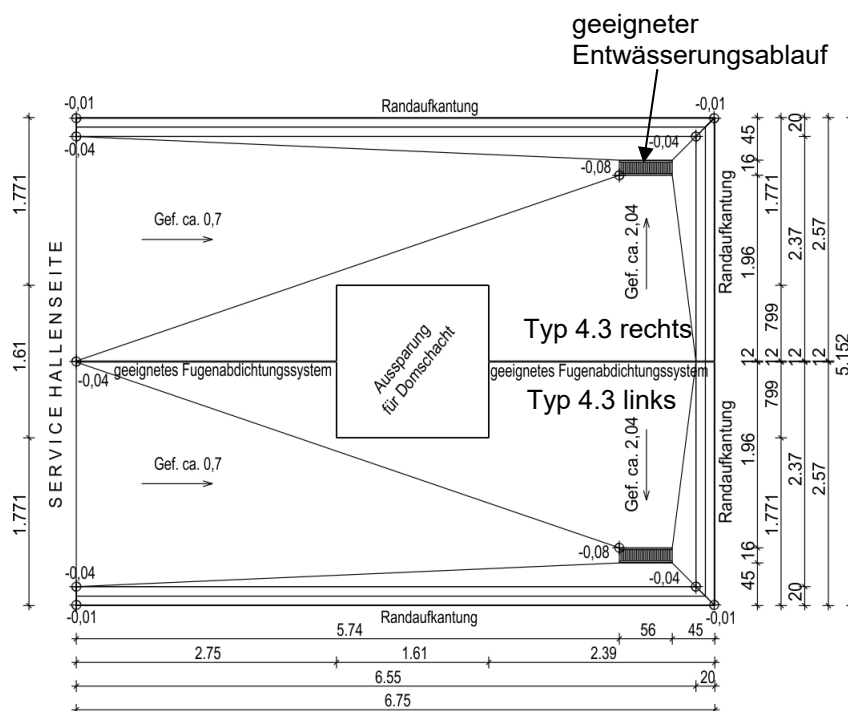 geeigneter
Entwässerungsablauf
-0,01
Randaufkantung
-0,01
-0,04
-0,04
-0,08
45
16
20
1.771
Gef. ca. 0,7
Gef. ca. 2,04
1.96
Randaufkantung
1.771
2.37
2.57
SERVICE HALLENSEITE
Aussparung
für Domschacht
Typ 4.3 rechts
799
1.61
-0,04
geeignetes Fugenabdichtungssystem
geeignetes Fugenabdichtungssystem
12
12
12
12
5.152
Typ 4.3 links
799
Gef. ca. 0,7
Gef. ca. 2,04
1.96
Randaufkantung
1.771
2.37
2.57
1.771
-0,08
16
-0,04
-0,04
45
20
-0,01
Randaufkantung
-0,01
5.74
56
45
2.75
1.61
2.39
6.55
20
6.75